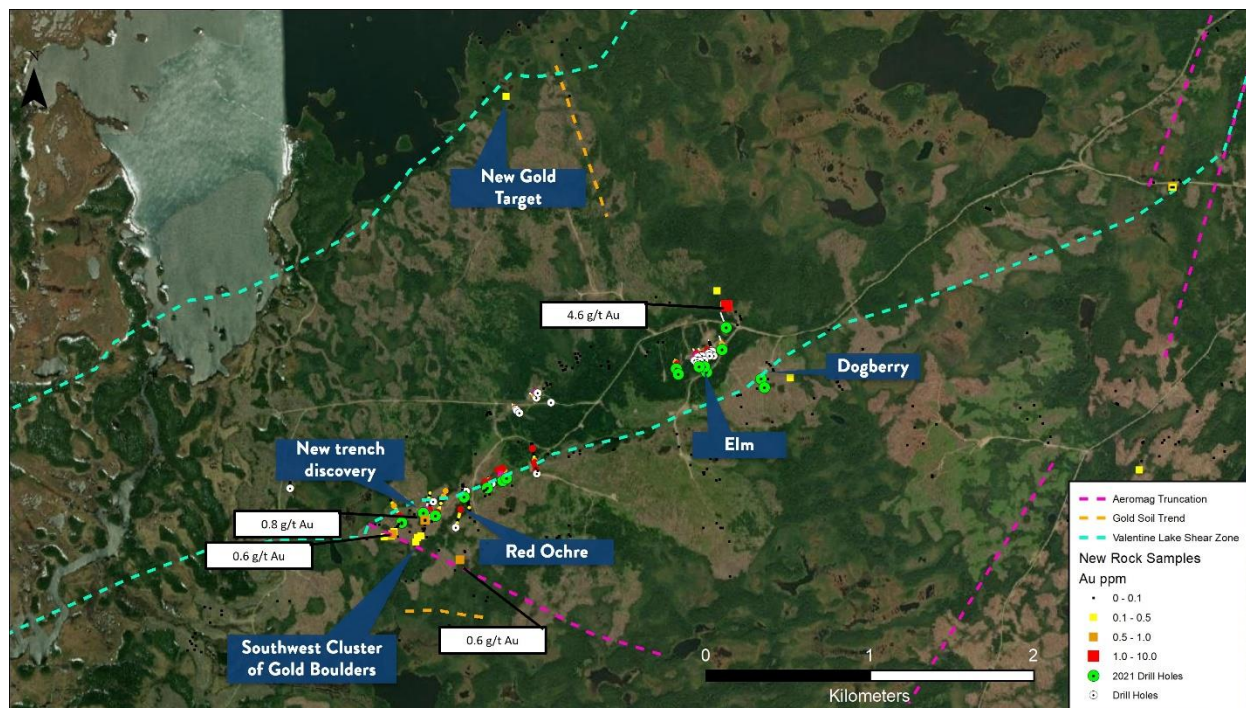 New Gold
Target
4.6 g/t Au
Dogberry
Elm
New trench
discovery
0.8 g/t Au
0.6 g/t Au
Red Ochre
Southwest Cluster
of Gold Boulders
0.6 g/t Au
0 1 2
Kilometers
Aeromag Truncation
Gold Soil Trend
Valentine Lake Shear Zone
New Rock Samples
Au ppm
0 - 0.1
0.1 - 0.5
0.5 - 1.0
1.0 - 10.0
2021 Drill Holes
Drill Holes